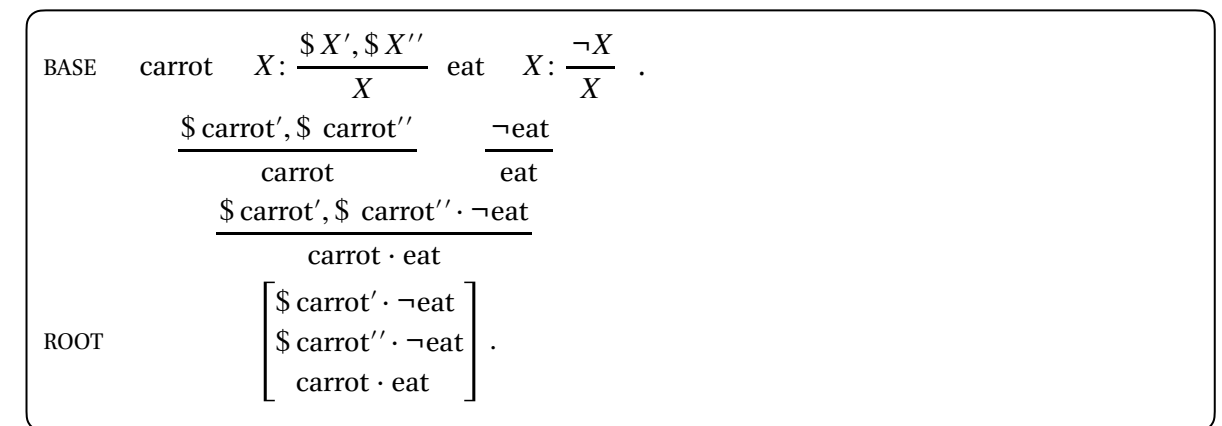 $ X′, $ X′′ ¬X
BASE carrot X: eat X: .
X X
$ carrot′, $ carrot′′ ¬eat
carrot eat
$ carrot′, $ carrot′′ · ¬eat
carrot · eat
$ carrot′ · ¬eat
ROOT $ carrot′′ · ¬eat .
carrot · eat